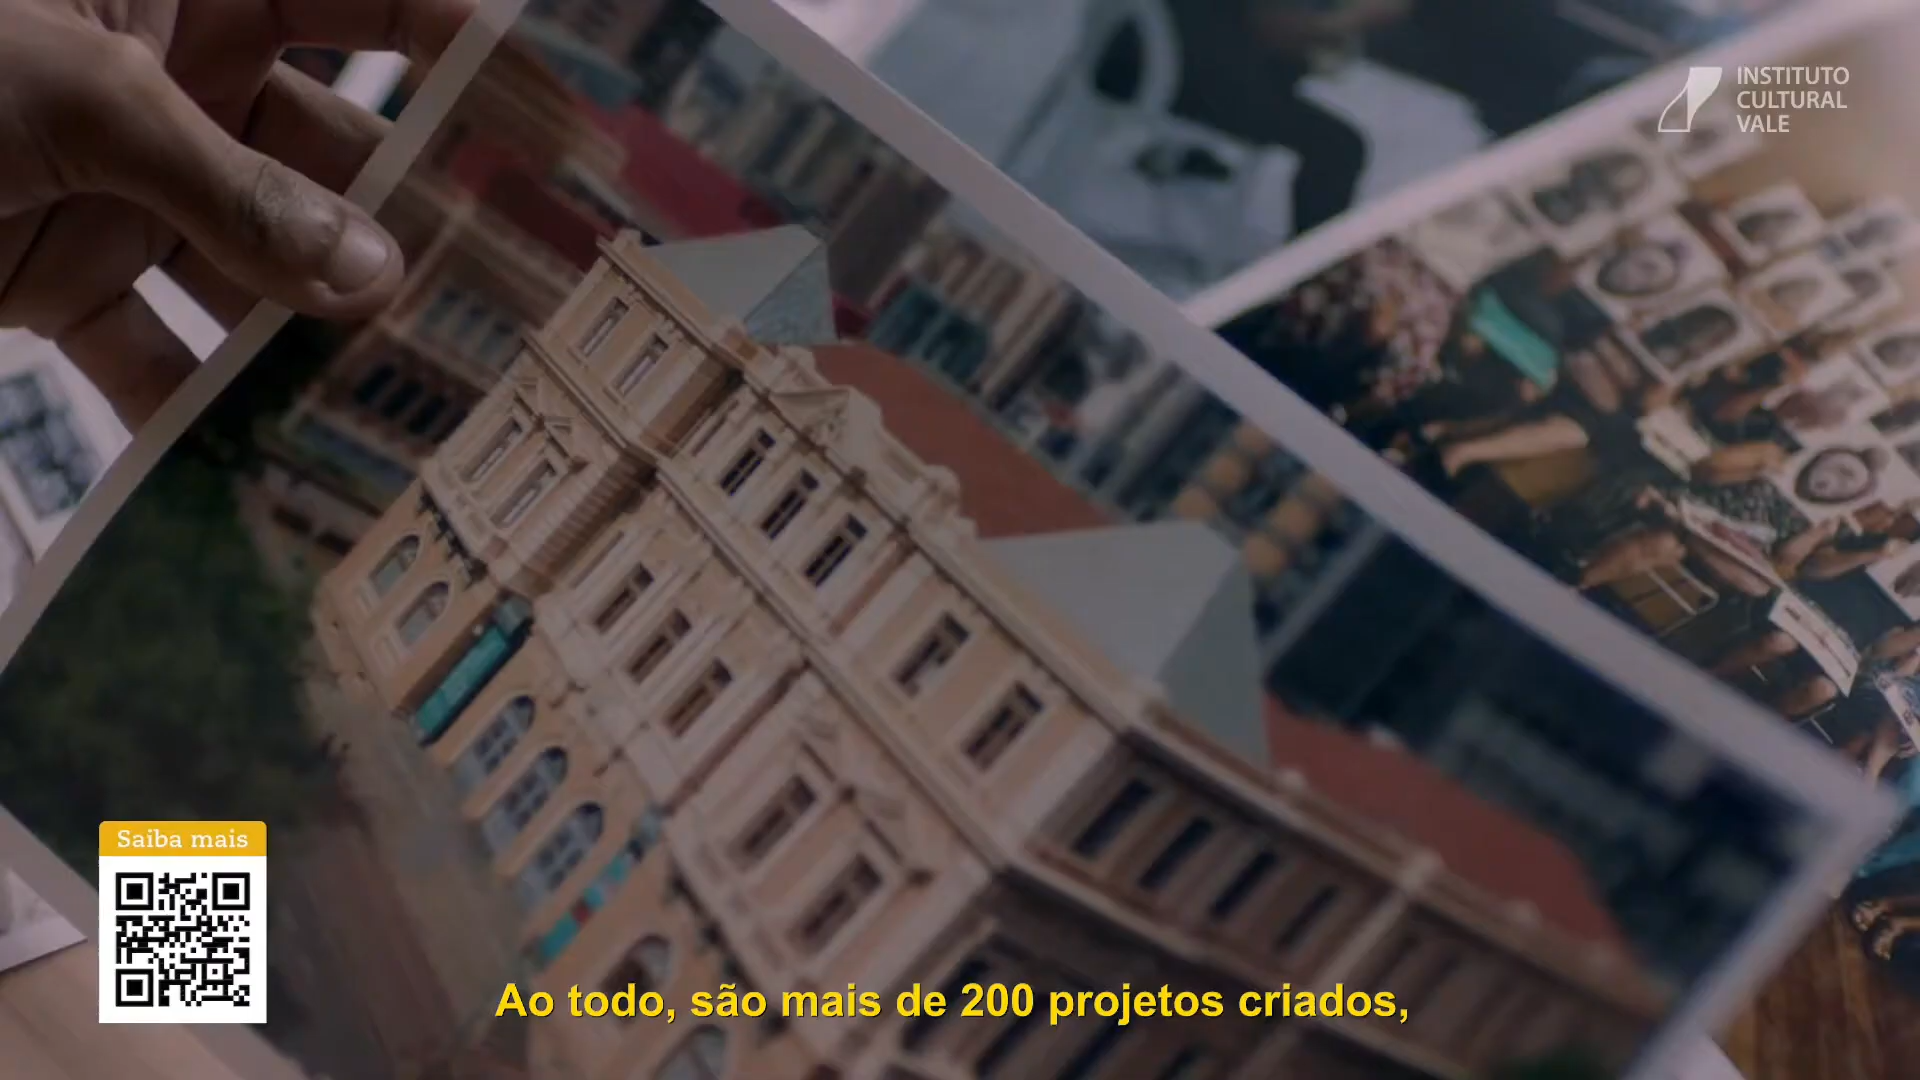 INSTITUTO
CULTURAL
VALE
Saiba mais
Ao todo, são mais de 200 projetos criados,